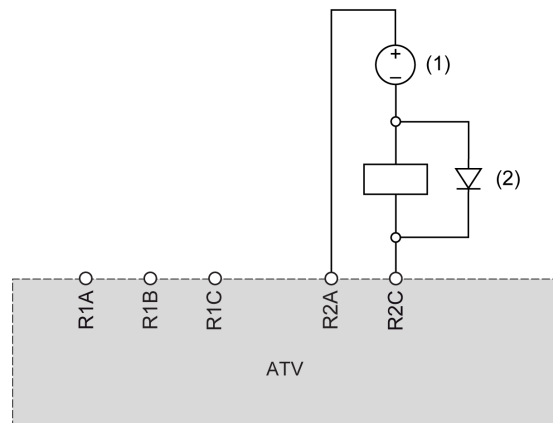 +
(1)
–
(2)
R1A
R1B
R1C
R2A
R2C
ATV